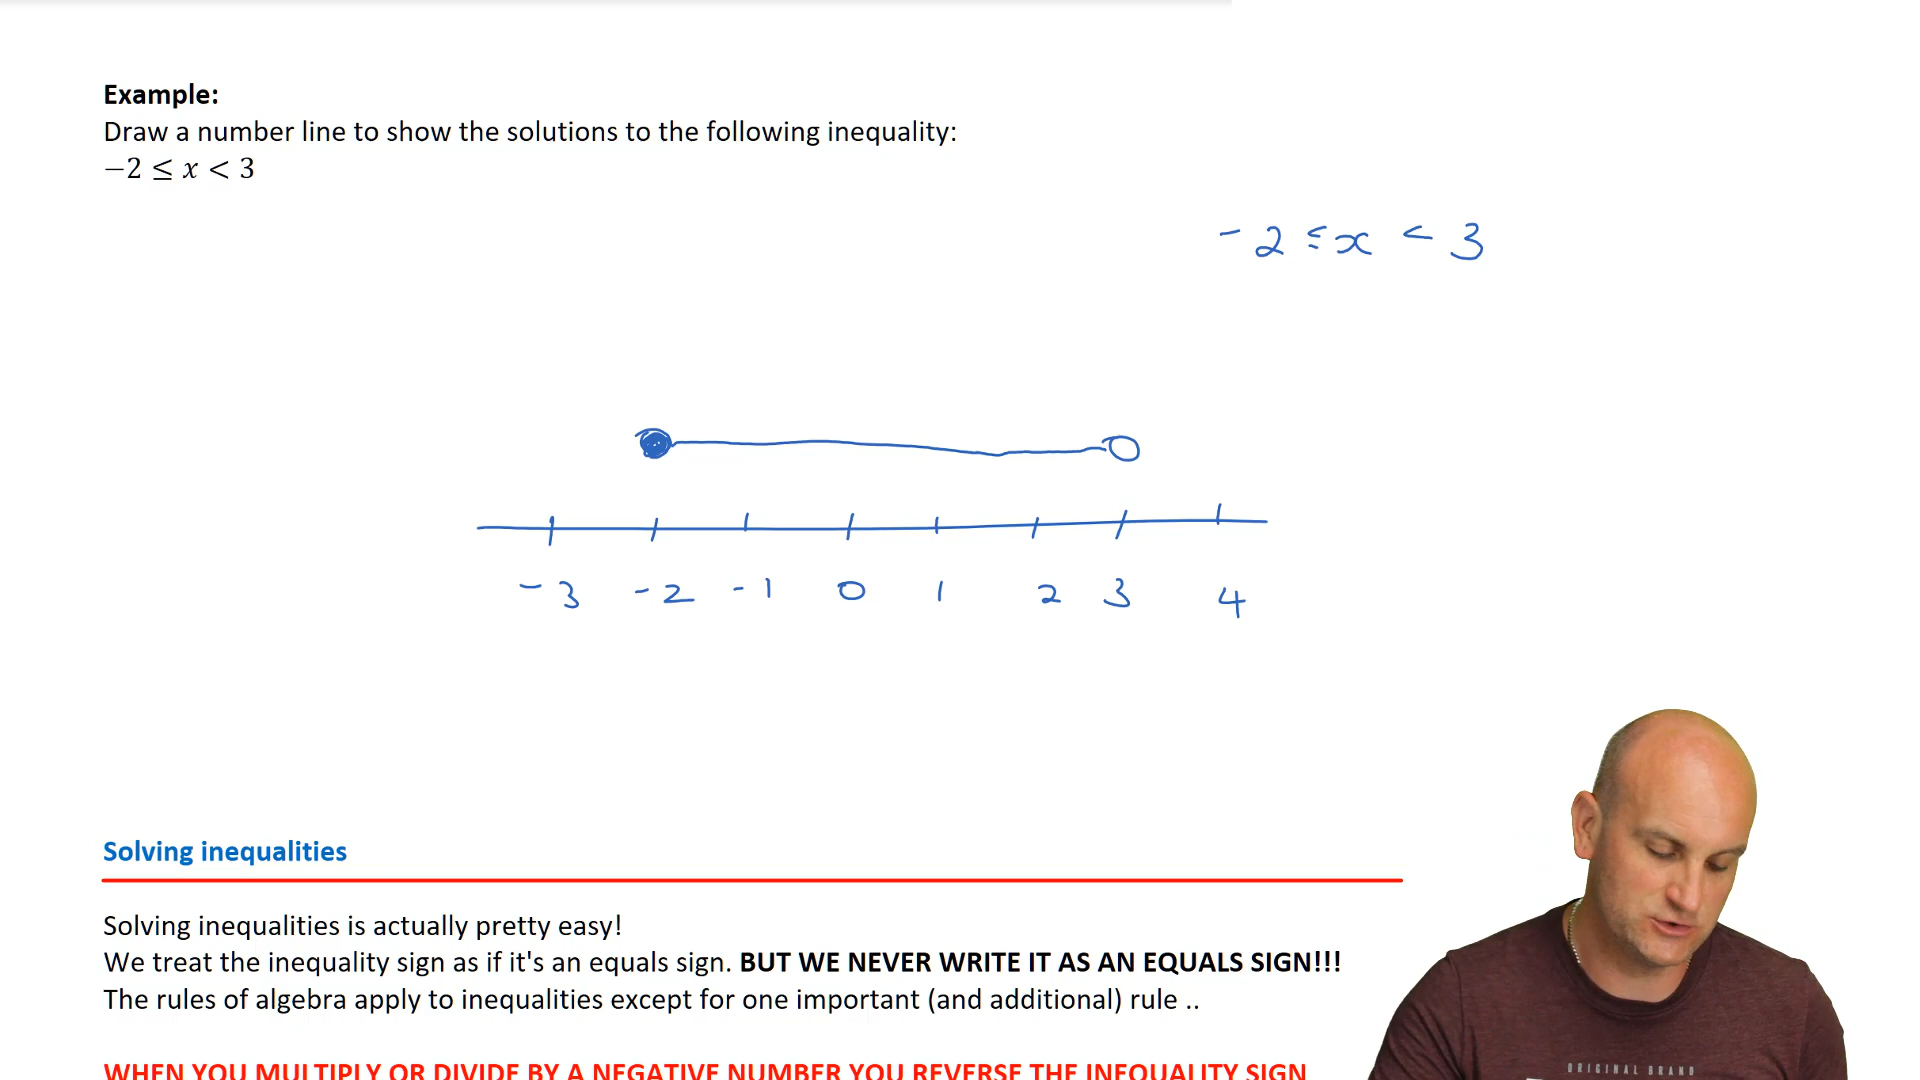 Example:
Draw a number line to show the solutions to the following inequality:
−2 ≤ x < 3
-2 ≤ x < 3
-3 -2 -1 0 1 2 3 4
Solving inequalities
Solving inequalities is actually pretty easy!
We treat the inequality sign as if it's an equals sign. BUT WE NEVER WRITE IT AS AN EQUALS SIGN!!!
The rules of algebra apply to inequalities except for one important (and additional) rule ..
WHEN YOU MULTIPLY OR DIVIDE BY A NEGATIVE NUMBER YOU REVERSE THE INEQUALITY SIGN
ORIGINAL BRAND